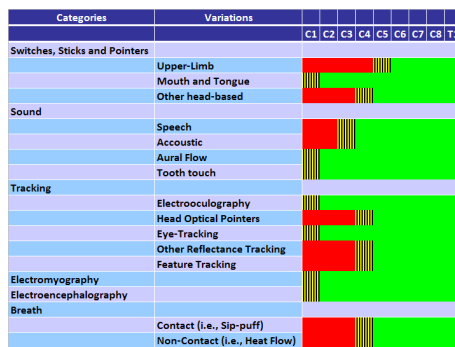 Categories Variations
C1 C2 C3 C4 C5 C6 C7 C8
Switches, Sticks and Pointers
Upper-Limb
Mouth and Tongue
Other head-based
Sound
Speech
Accoustic
Aural Flow
Tooth touch
Tracking
Electrooculography
Head Optical Pointers
Eye-Tracking
Other Reflectance Tracking
Feature Tracking
Electromyography
Electroencephalography
Breath
Contact (i.e., Sip-puff)
Non-Contact (i.e., Heat Flow)